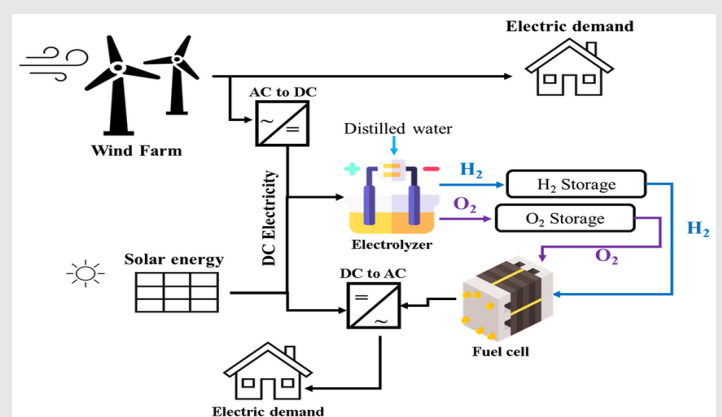 Electric demand
AC to DC
~
=
Wind Farm
Distilled water
+
−
H₂
H₂ Storage
O₂
O₂ Storage
DC Electricity
Electrolyzer
H₂
O₂
Solar energy
DC to AC
=
~
Fuel cell
Electric demand